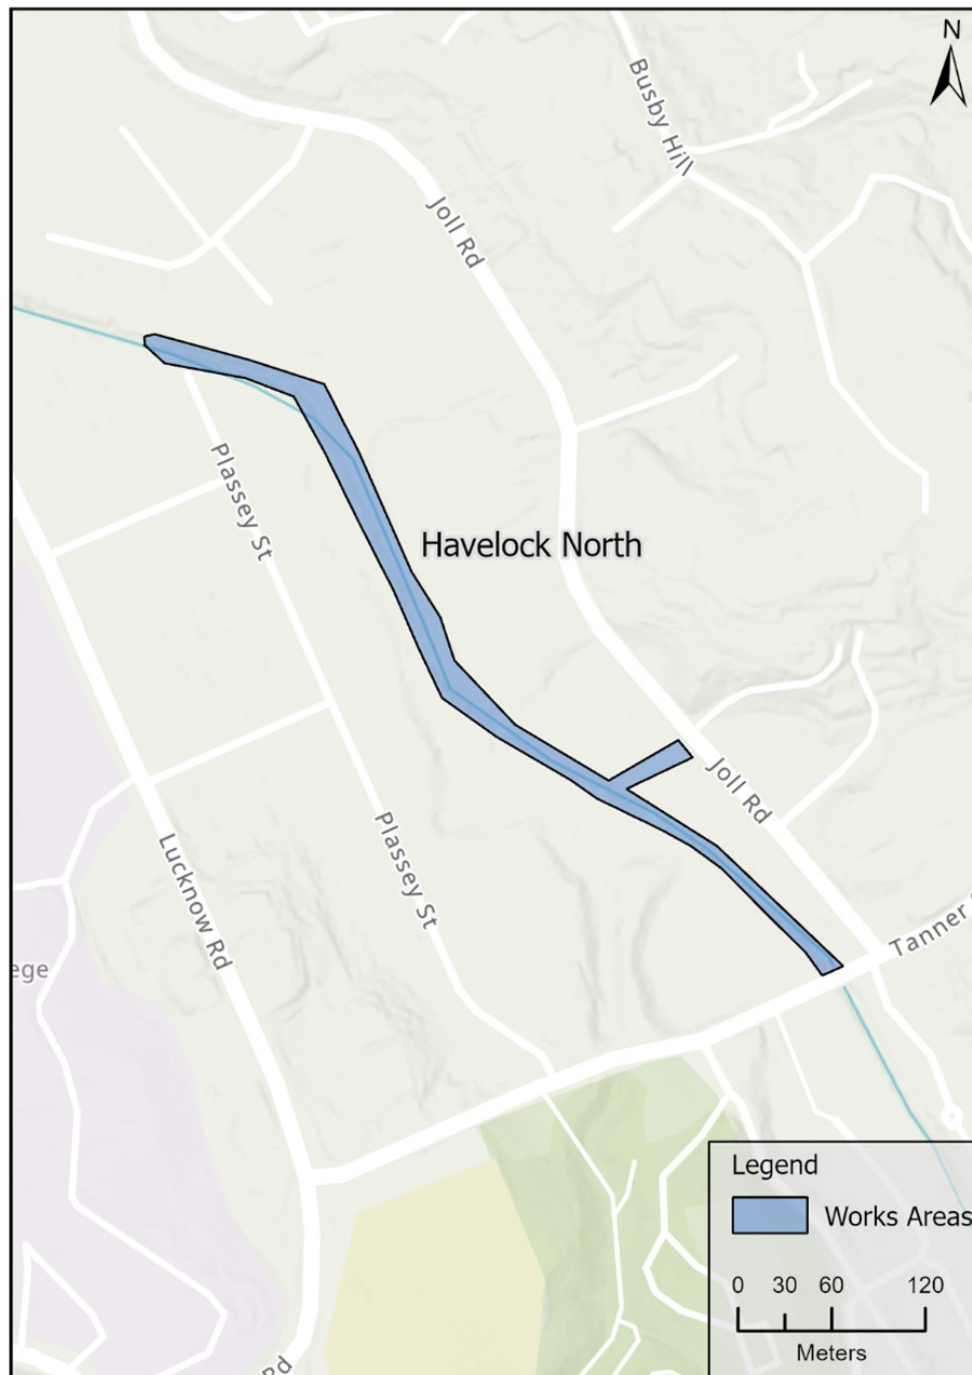 N
Busby Hill
Joll Rd
Plassey St
Havelock North
Joll Rd
Plassey St
Lucknow Rd
Tanner
ege
Legend
Works Areas
0 30 60 120
Meters
Rd